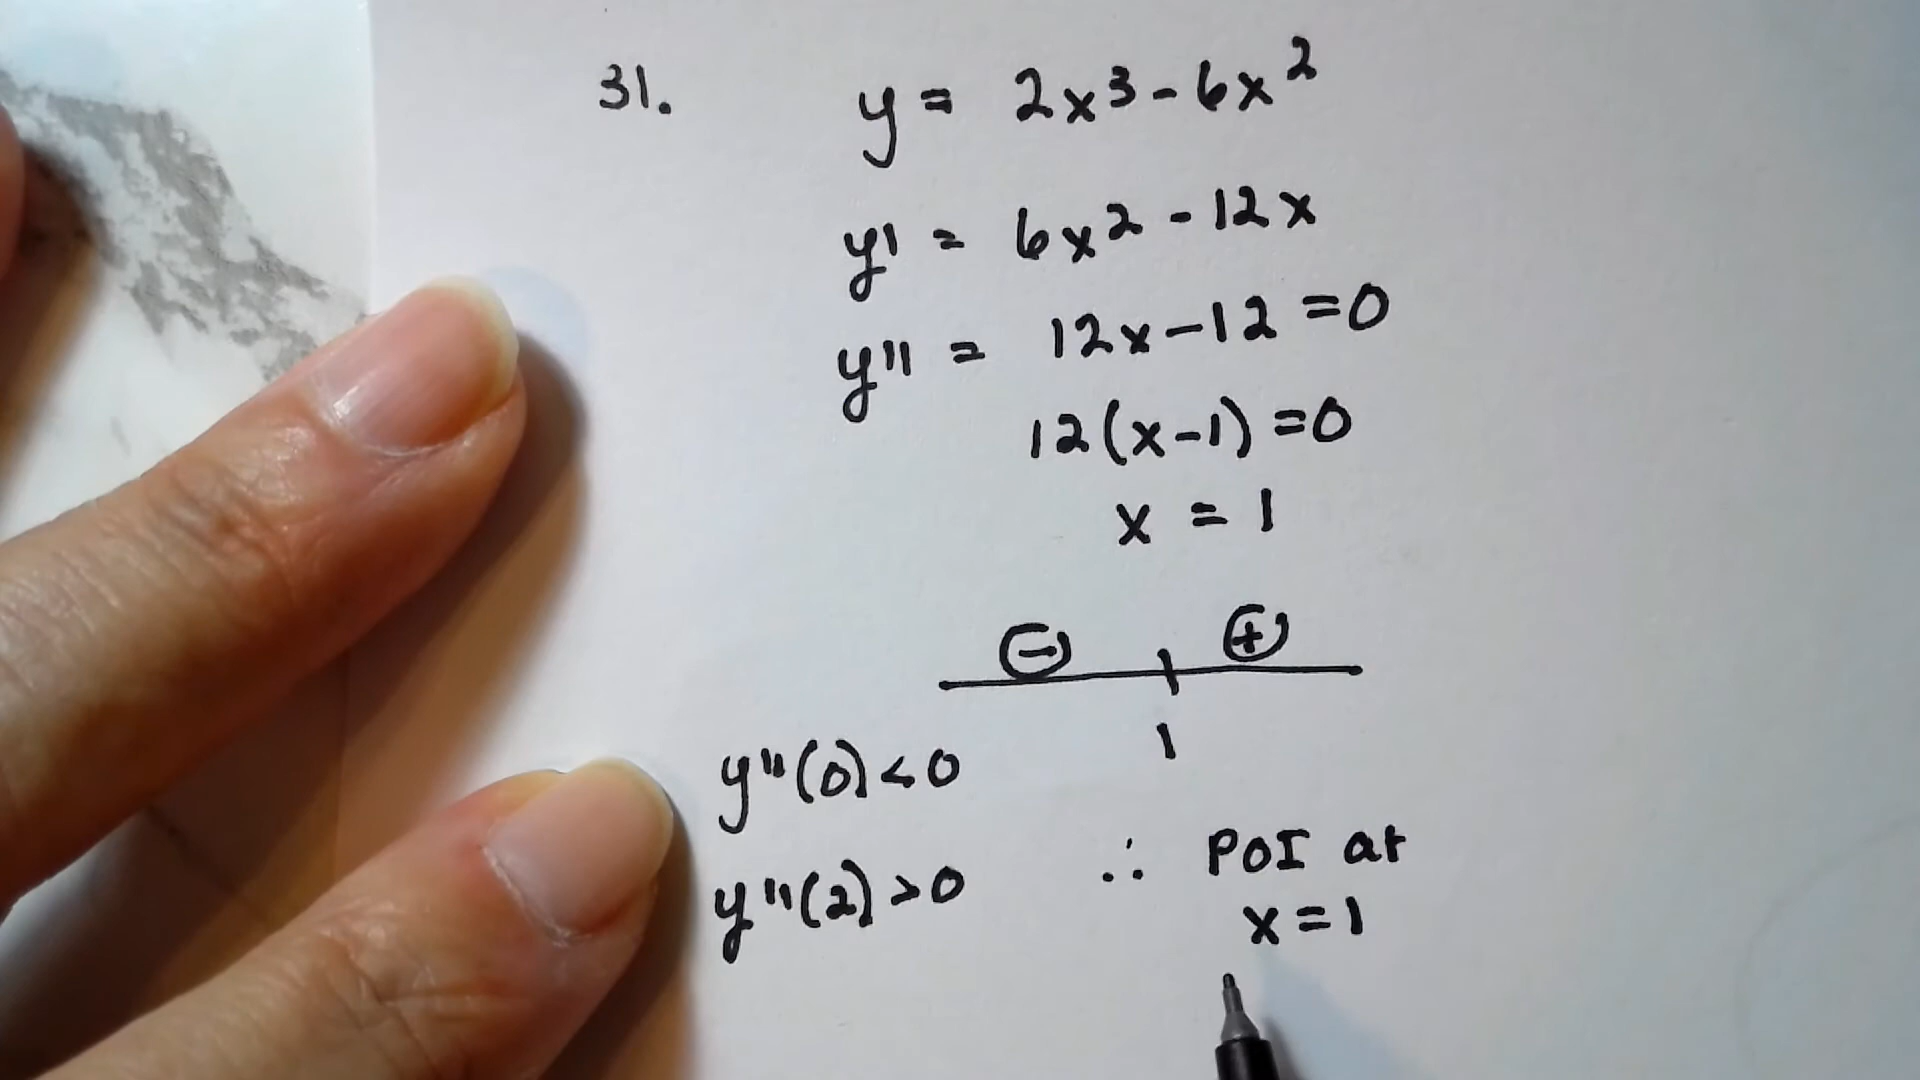 31. y = 2x³ - 6x²
y' = 6x² - 12x
y'' = 12x - 12 = 0
12(x-1) = 0
x = 1
⊖ ⊕
1
y''(0) < 0
y''(2) > 0 ∴ POI at
x = 1